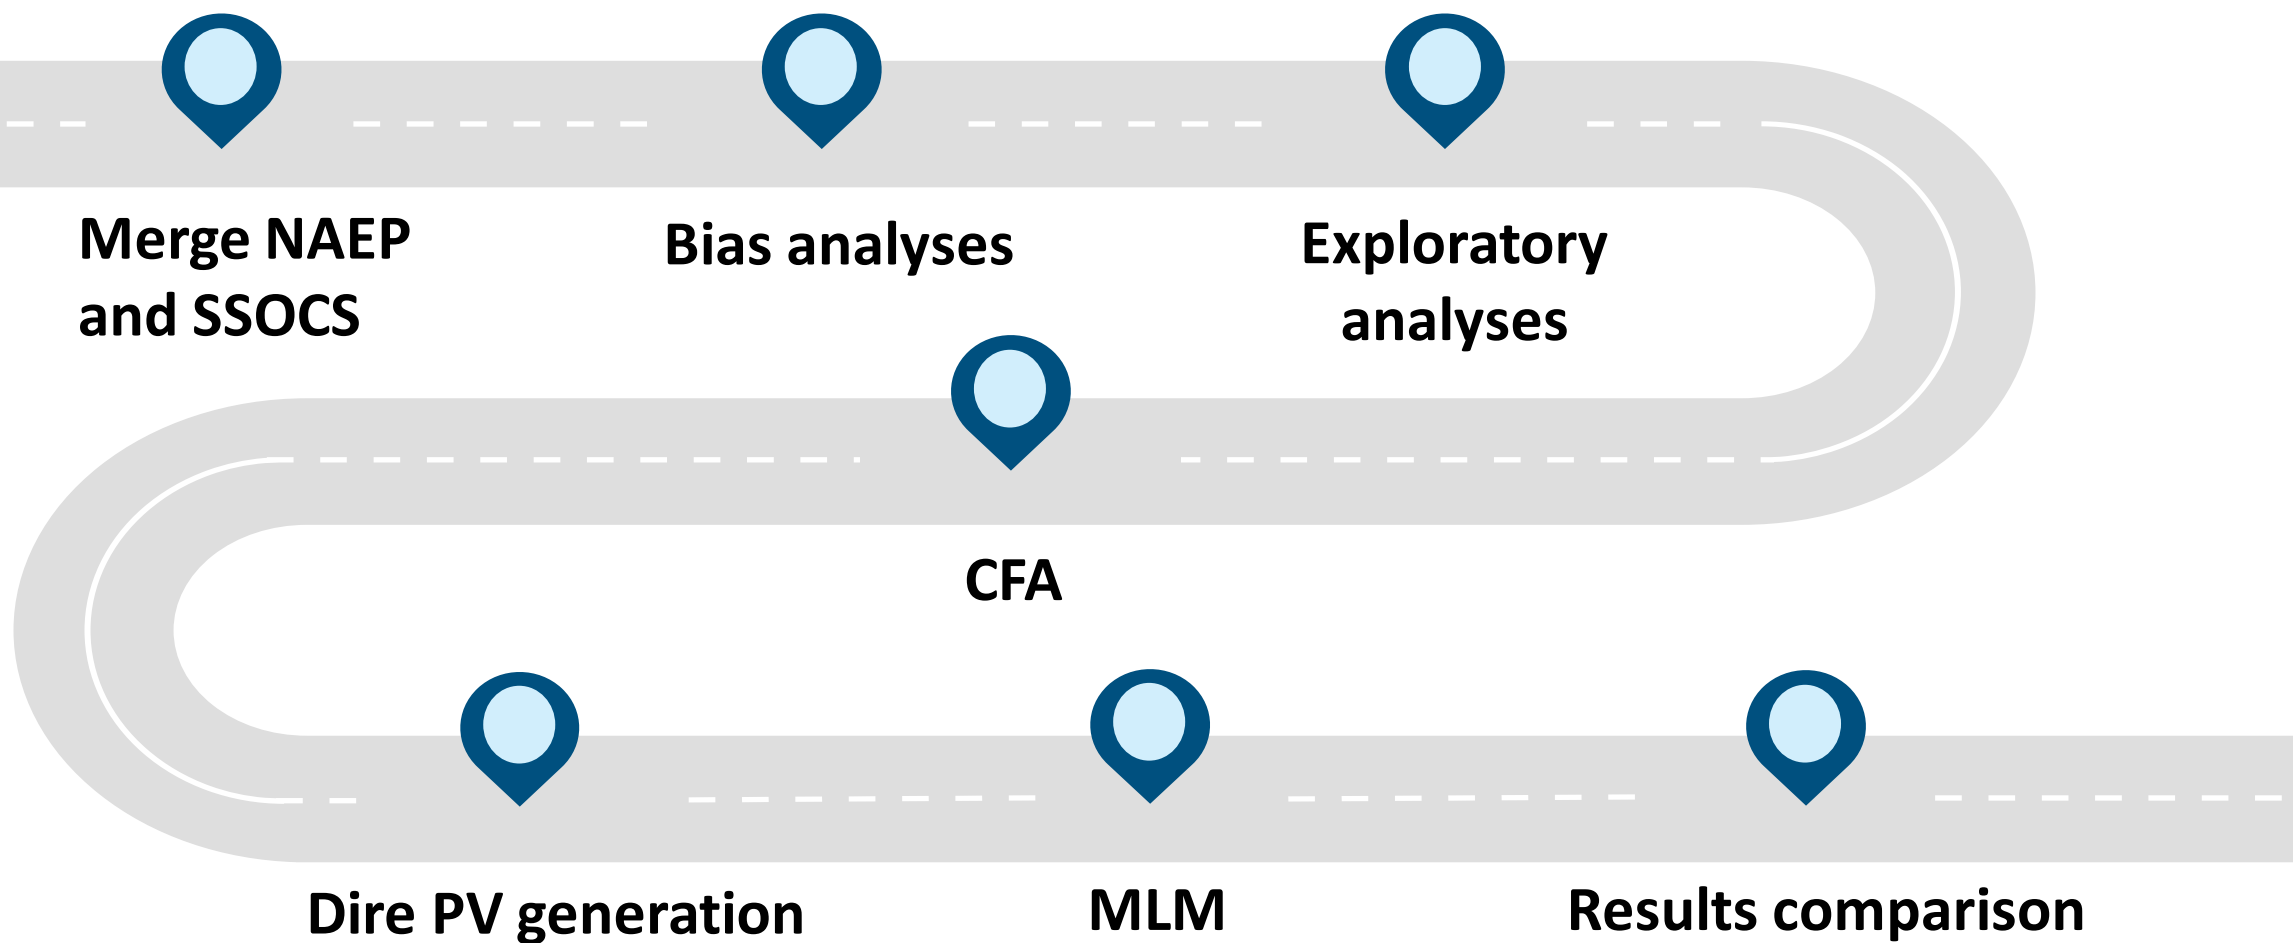 Merge NAEP
and SSOCS
Bias analyses
Exploratory
analyses
CFA
Dire PV generation
MLM
Results comparison